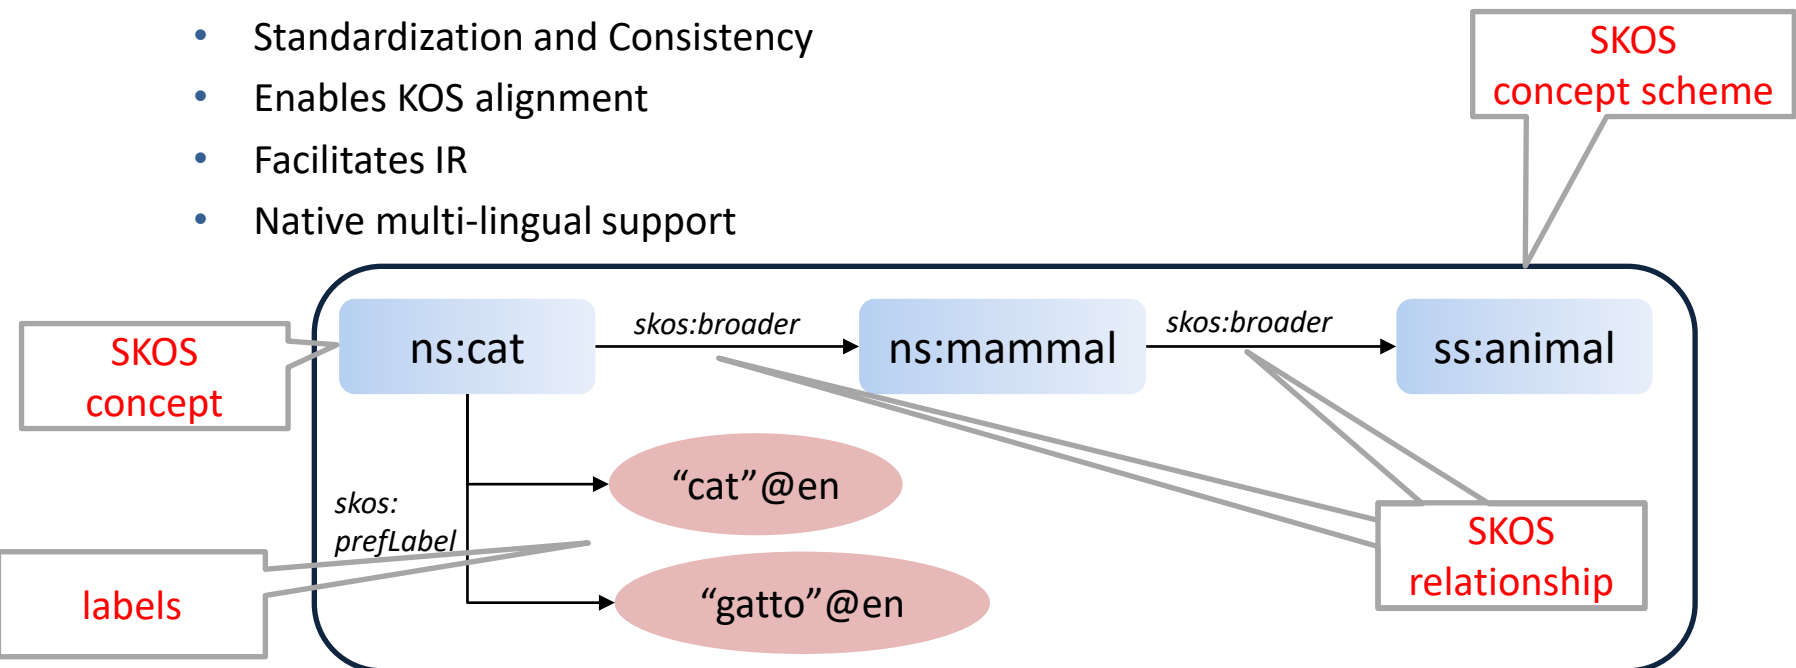 • Standardization and Consistency
• Enables KOS alignment
• Facilitates IR
• Native multi-lingual support
SKOS
concept scheme
SKOS
concept
ns:cat
skos:broader
ns:mammal
skos:broader
ss:animal
skos:
prefLabel
“cat”@en
“gatto”@en
labels
SKOS
relationship